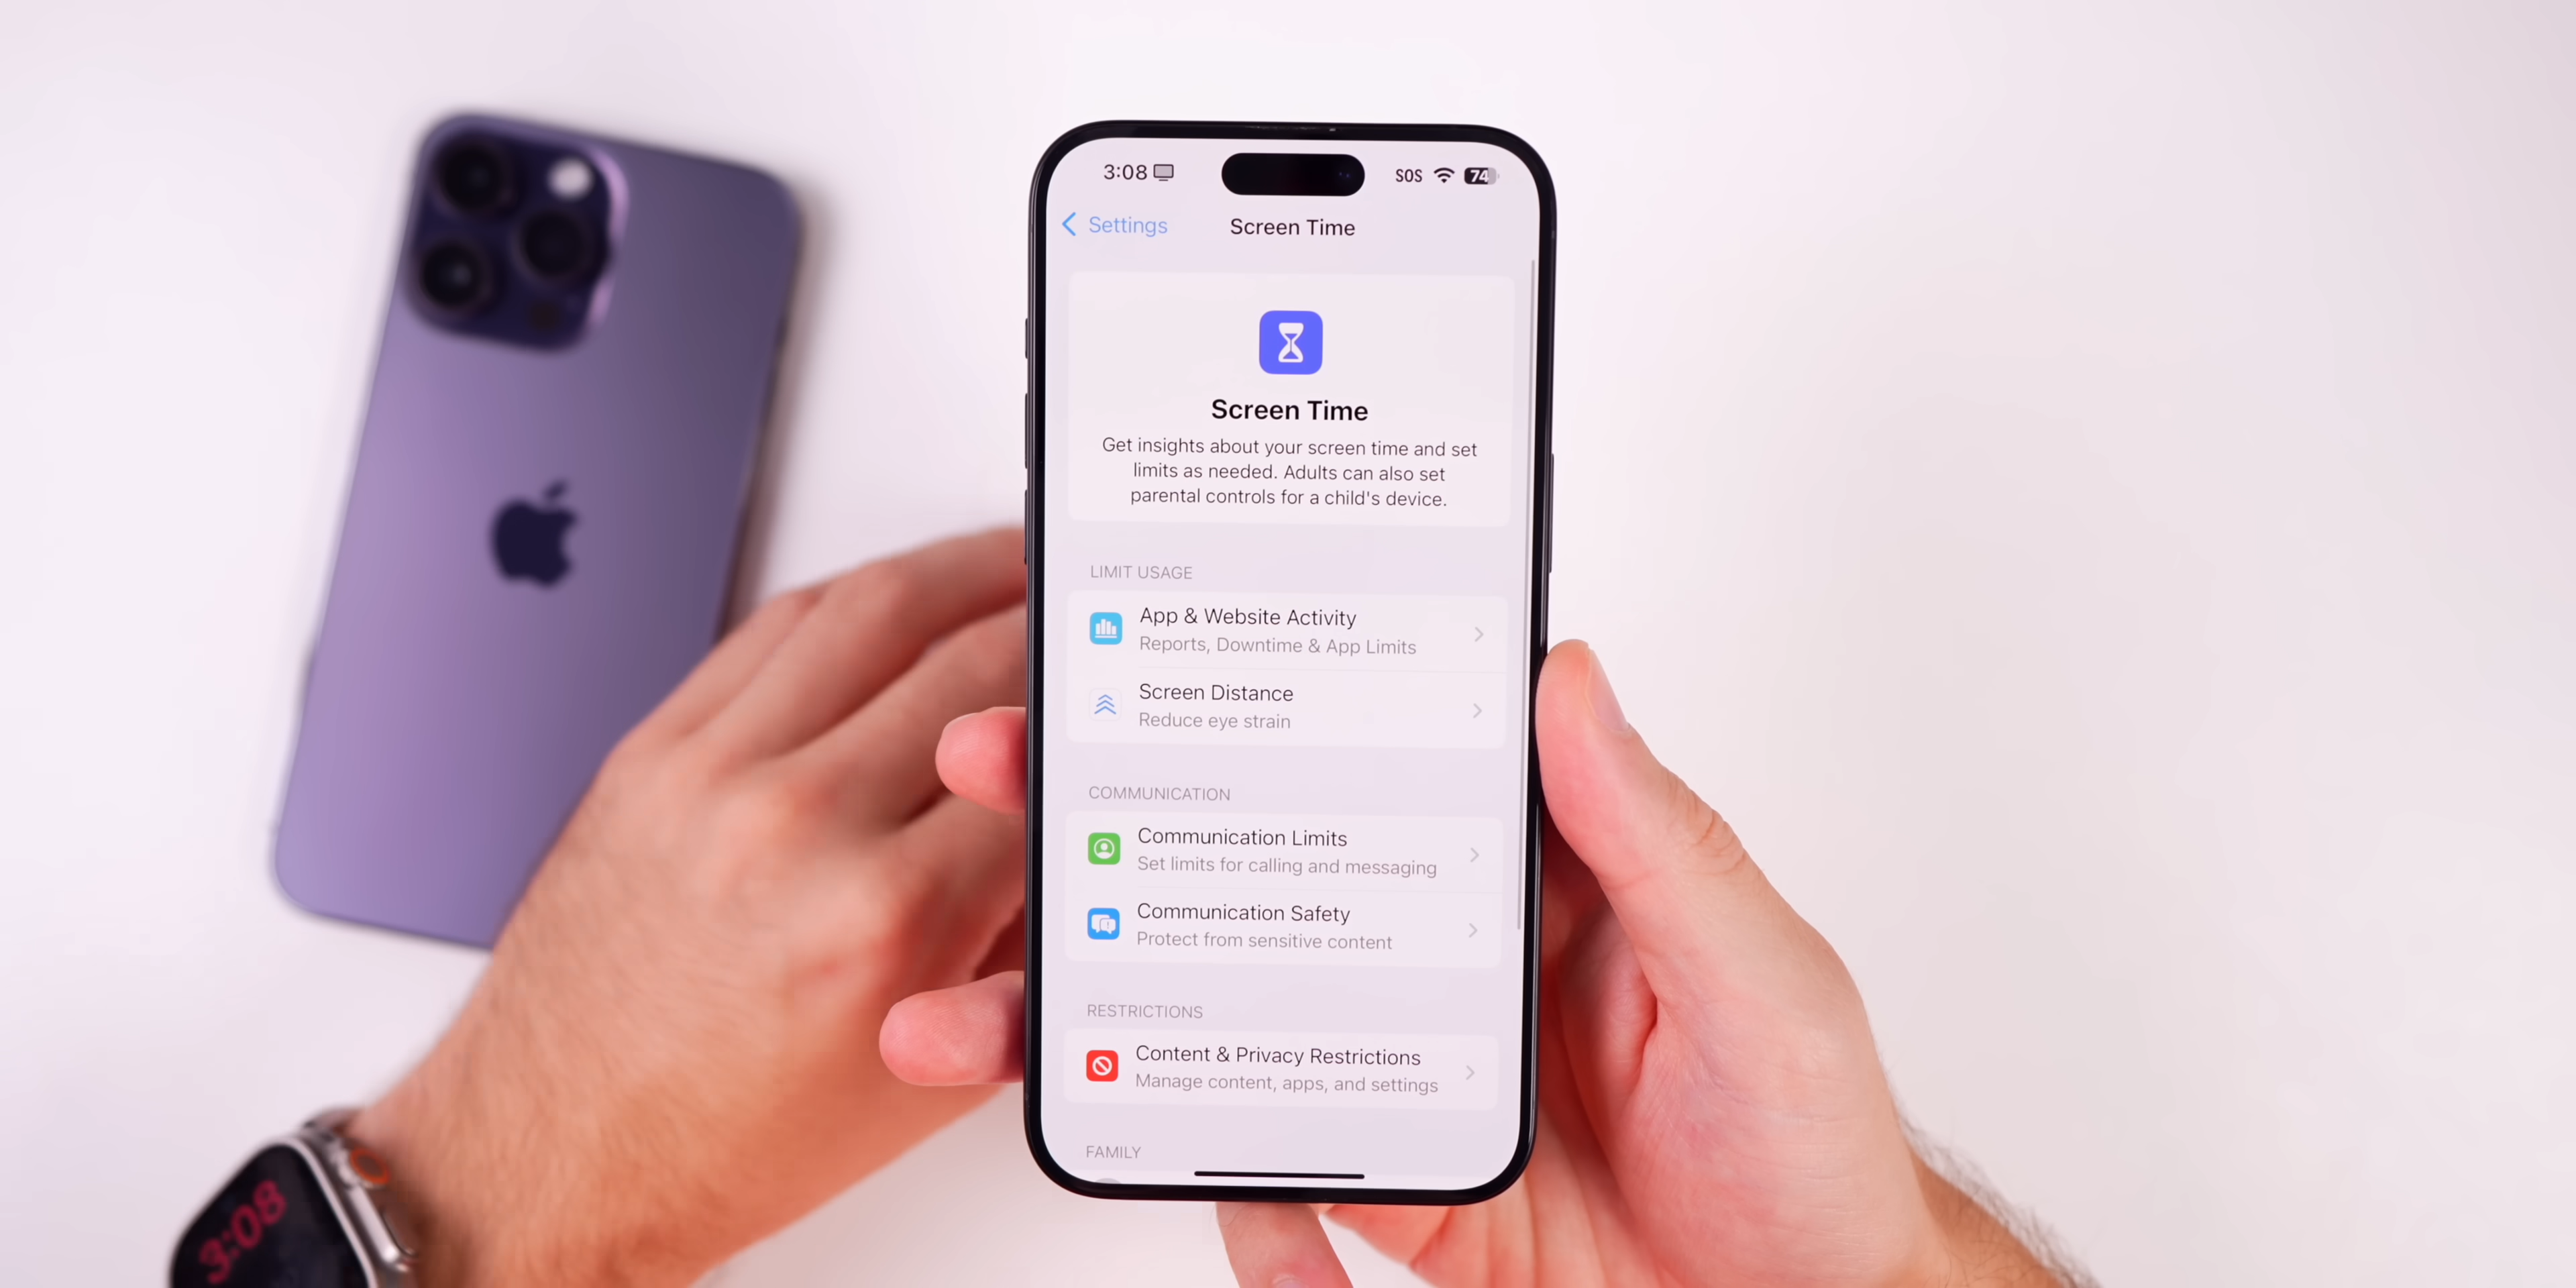 3:08
SOS
74
Settings
Screen Time
Screen Time
Get insights about your screen time and set
limits as needed. Adults can also set
parental controls for a child's device.
LIMIT USAGE
App & Website Activity
Reports, Downtime & App Limits
Screen Distance
Reduce eye strain
COMMUNICATION
Communication Limits
Set limits for calling and messaging
Communication Safety
Protect from sensitive content
RESTRICTIONS
Content & Privacy Restrictions
Manage content, apps, and settings
FAMILY
3:08